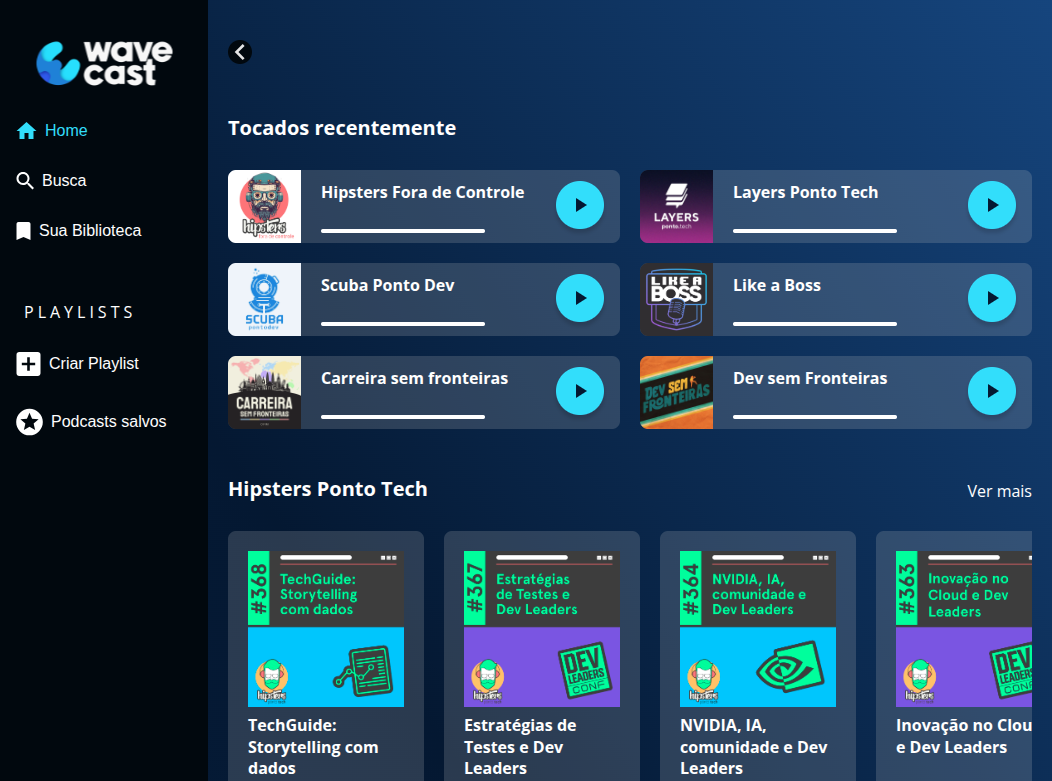 wave
cast
Home
Busca
Sua Biblioteca
PLAYLISTS
Criar Playlist
Podcasts salvos
Tocados recentemente
hipsters
fora de controle
Hipsters Fora de Controle
LAYERS
ponto.tech
Layers Ponto Tech
SCUBA
pontodev
Scuba Ponto Dev
LIKE A
BOSS
Like a Boss
CARREIRA
SEM FRONTEIRAS
Carreira sem fronteiras
DEV SEM
FRONTEIRAS
Dev sem Fronteiras
Hipsters Ponto Tech
Ver mais
#368
TechGuide:
Storytelling
com dados
hipsters
TechGuide:
Storytelling com
dados
#367
Estratégias
de Testes e
Dev Leaders
hipsters
DEV
LEADERS
CONF
Estratégias de
Testes e Dev
Leaders
#364
NVIDIA, IA,
comunidade e
Dev Leaders
hipsters
NVIDIA, IA,
comunidade e Dev
Leaders
#363
Inovação no
Cloud e Dev
Leaders
hipsters
DEV
LEADERS
CONF
Inovação no Clou
e Dev Leaders